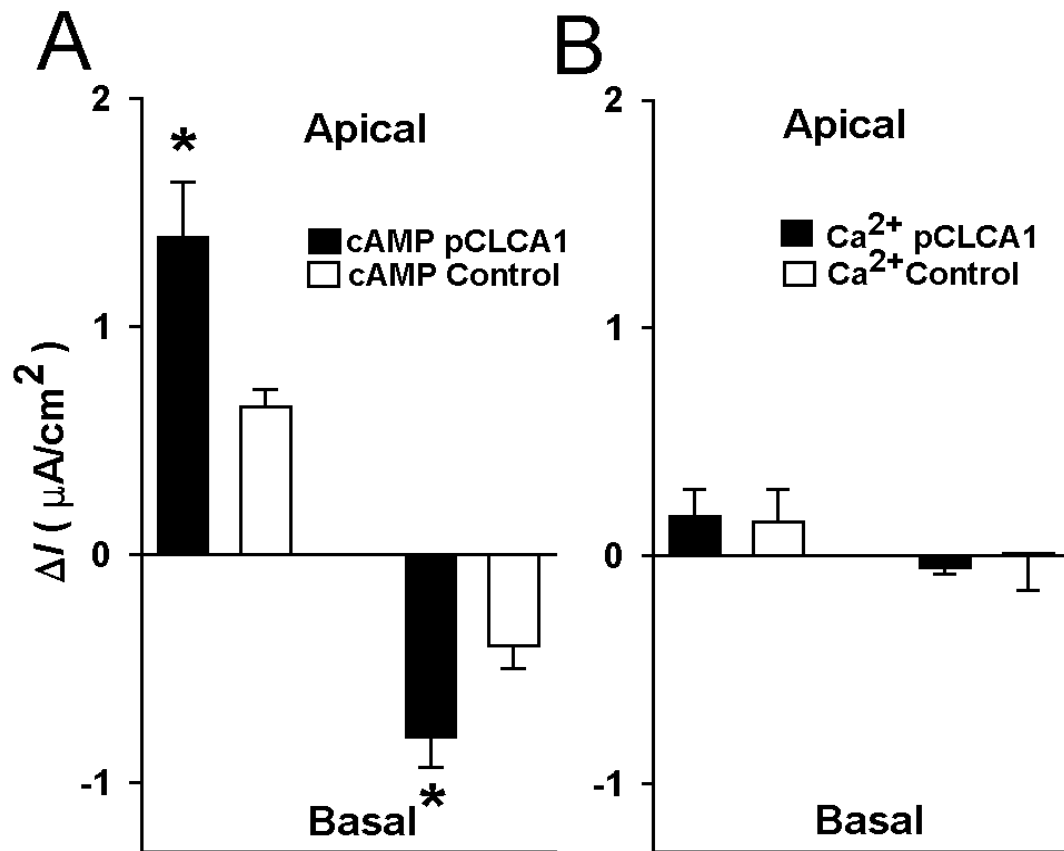 A
2
Apical
*
cAMP pCLCA1
cAMP Control
1
ΔI / ( μA/cm²)
0
-1
*
Basal
B
2
Apical
Ca²⁺ pCLCA1
Ca²⁺ Control
1
0
-1
Basal